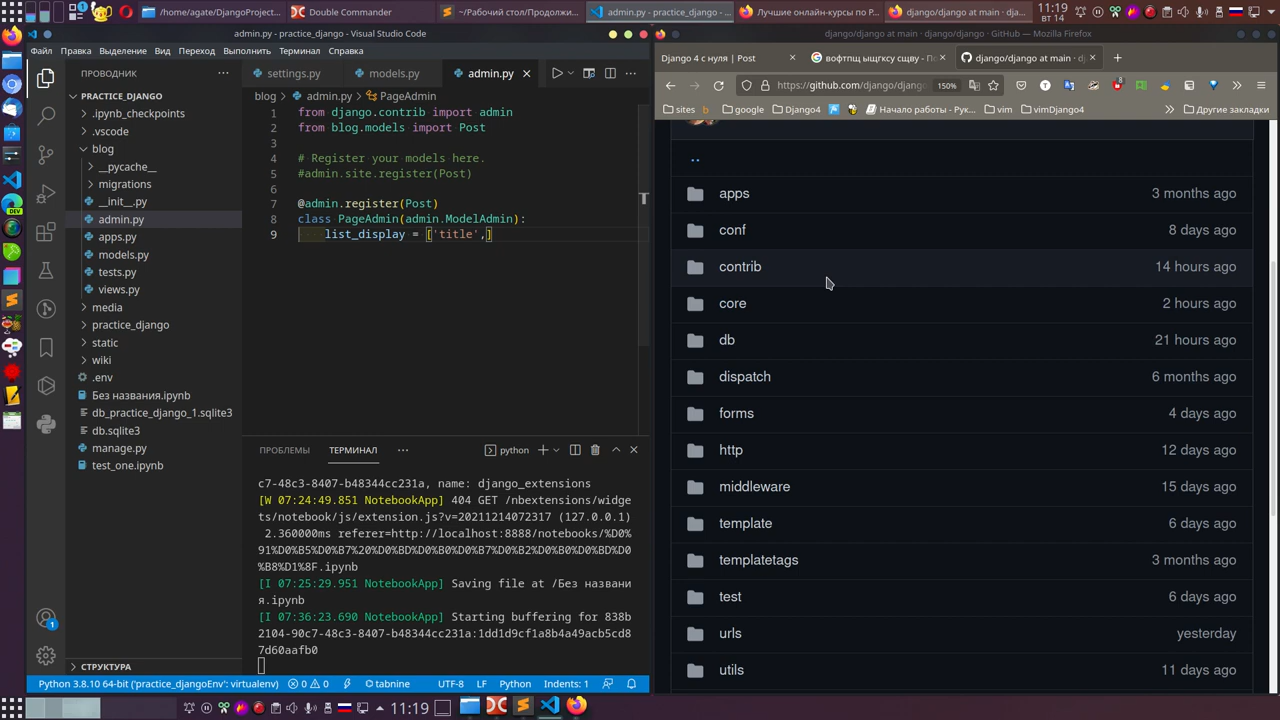 /home/agate/DjangoProject...
Double Commander
~/Рабочий стол/Продолжи...
admin.py - practice_django - ...
Лучшие онлайн-курсы по P...
django/django at main · dj...
11:19
вт 14
admin.py - practice_django - Visual Studio Code
django/django at main · django/django · GitHub — Mozilla Firefox
Файл Правка Выделение Вид Переход Выполнить Терминал Справка
Django 4 с нуля | Post
вофтпщ ыщгксу сщву - По
django/django at main · dj
ПРОВОДНИК
settings.py
models.py
admin.py
https://github.com/django/django
150%
sites
google
Django4
Начало работы - Рук...
vim
vimDjango4
Другие закладки
PRACTICE_DJANGO
.ipynb_checkpoints
.vscode
blog
__pycache__
migrations
__init__.py
admin.py
apps.py
models.py
tests.py
views.py
media
practice_django
static
wiki
.env
Без названия.ipynb
db_practice_django_1.sqlite3
db.sqlite3
manage.py
test_one.ipynb
СТРУКТУРА
blog > admin.py > PageAdmin
1 from django.contrib import admin
2 from blog.models import Post
3
4 # Register your models here.
5 #admin.site.register(Post)
6
7 @admin.register(Post)
8 class PageAdmin(admin.ModelAdmin):
9 list_display = ['title',]
ПРОБЛЕМЫ ТЕРМИНАЛ python
c7-48c3-8407-b48344cc231a, name: django_extensions
[W 07:24:49.851 NotebookApp] 404 GET /nbextensions/widge
ts/notebook/js/extension.js?v=20211214072317 (127.0.0.1)
2.360000ms referer=http://localhost:8888/notebooks/%D0%
91%D0%B5%D0%B7%20%D0%BD%D0%B0%D0%B7%D0%B2%D0%B0%D0%BD%D0
%B8%D1%8F.ipynb
[I 07:25:29.951 NotebookApp] Saving file at /Без названи
я.ipynb
[I 07:36:23.690 NotebookApp] Starting buffering for 838b
2104-90c7-48c3-8407-b48344cc231a:1dd1d9cf1a8b4a49acb5cd8
7d60aafb0
..
apps 3 months ago
conf 8 days ago
contrib 14 hours ago
core 2 hours ago
db 21 hours ago
dispatch 6 months ago
forms 4 days ago
http 12 days ago
middleware 15 days ago
template 6 days ago
templatetags 3 months ago
test 6 days ago
urls yesterday
utils 11 days ago
Python 3.8.10 64-bit ('practice_djangoEnv': virtualenv) 0 0 tabnine UTF-8 LF Python Indents: 1
11:19